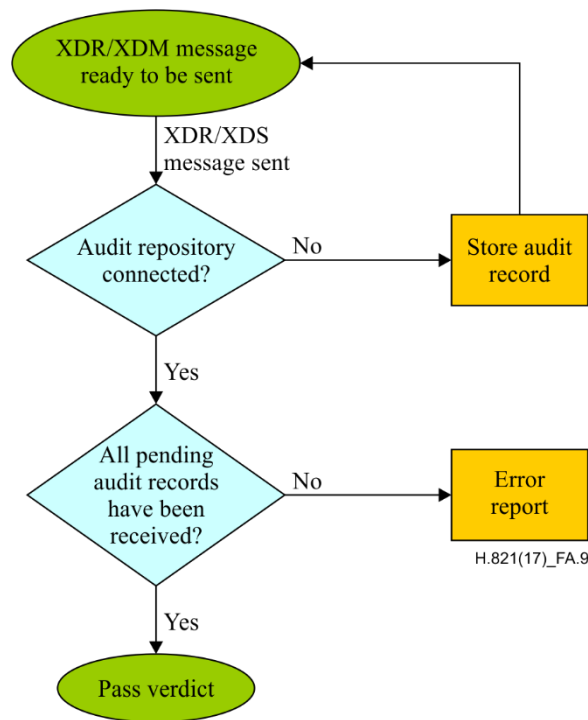 XDR/XDM message
ready to be sent
XDR/XDS
message sent
Audit repository
connected?
No
Store audit
record
Yes
All pending
audit records
have been
received?
No
Error
report
H.821(17)_FA.9
Yes
Pass verdict